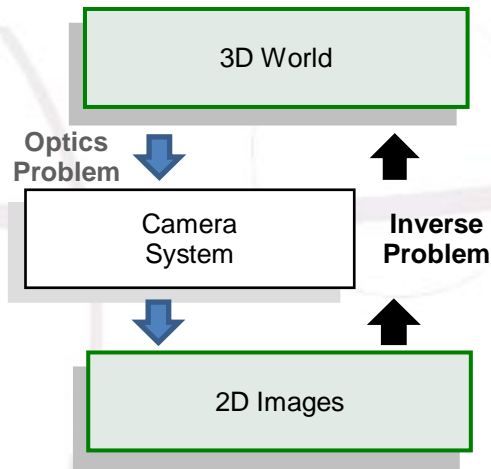 3D World
Optics
Problem
Camera
System
Inverse
Problem
2D Images